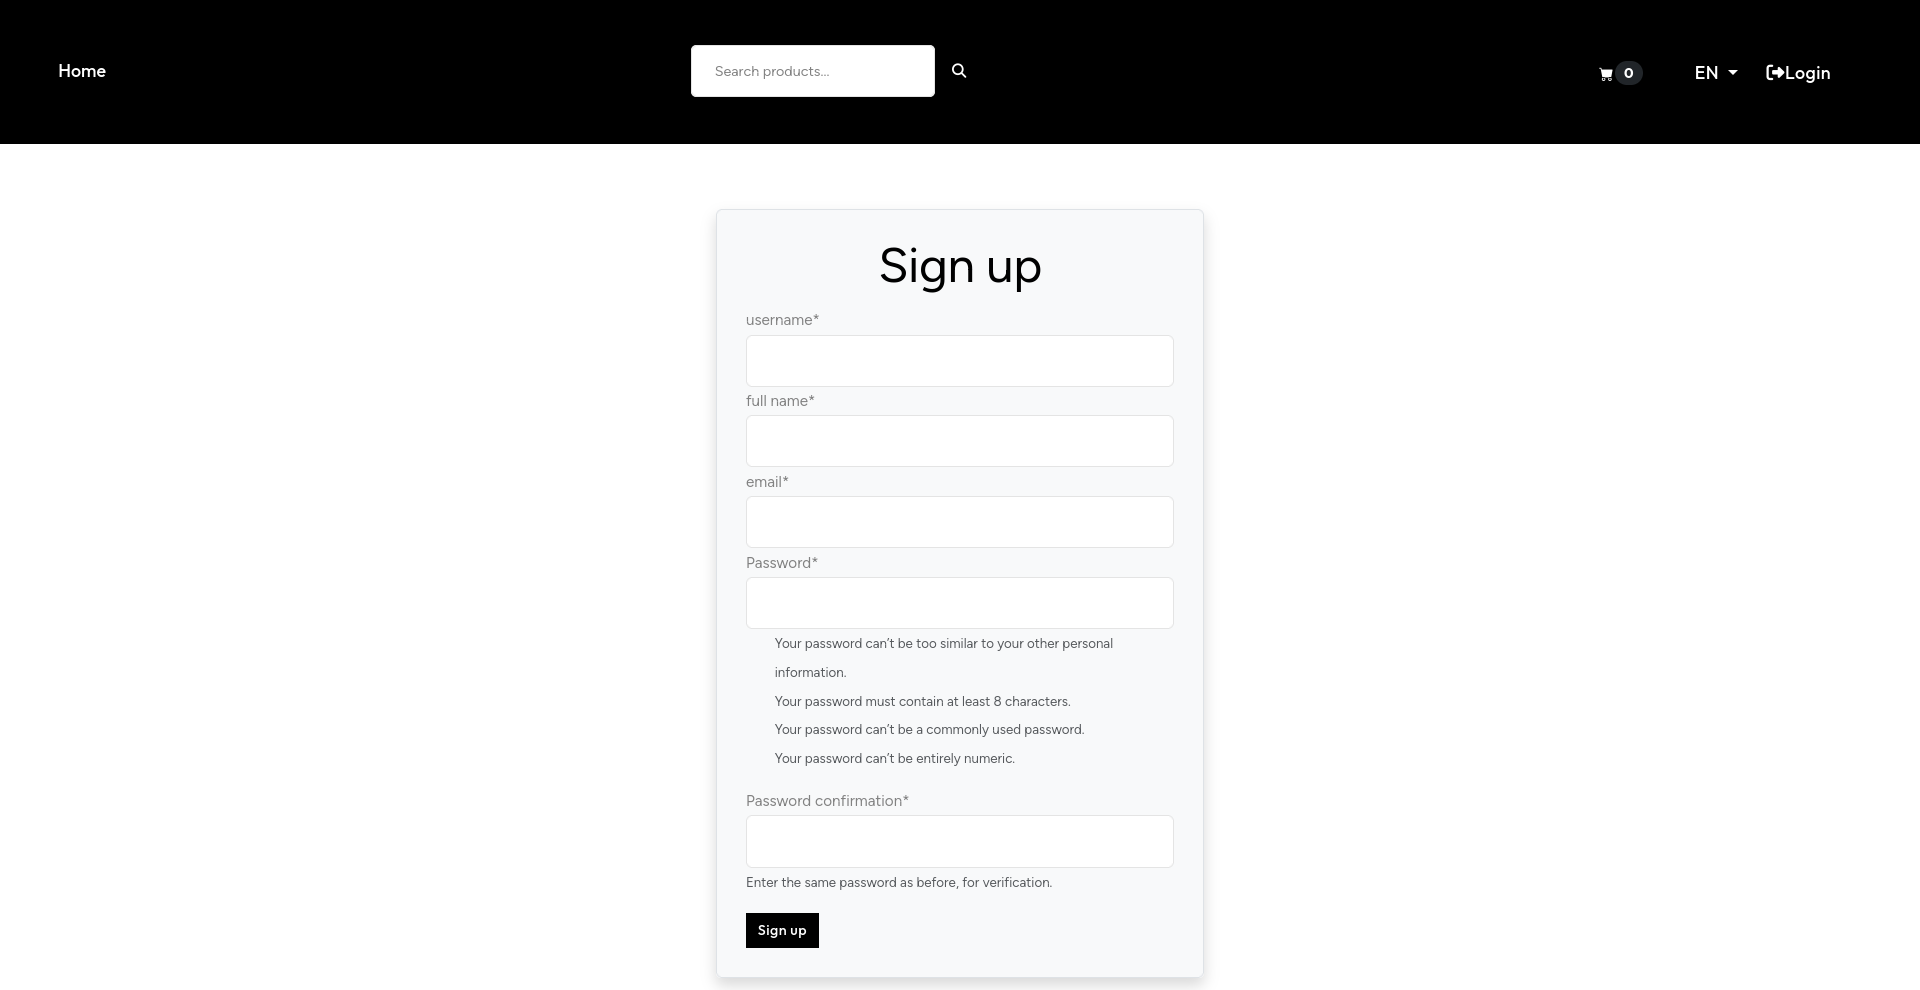 Home
Search products...
0
EN
Login
Sign up
username*
full name*
email*
Password*
Your password can't be too similar to your other personal
information.
Your password must contain at least 8 characters.
Your password can't be a commonly used password.
Your password can't be entirely numeric.
Password confirmation*
Enter the same password as before, for verification.
Sign up